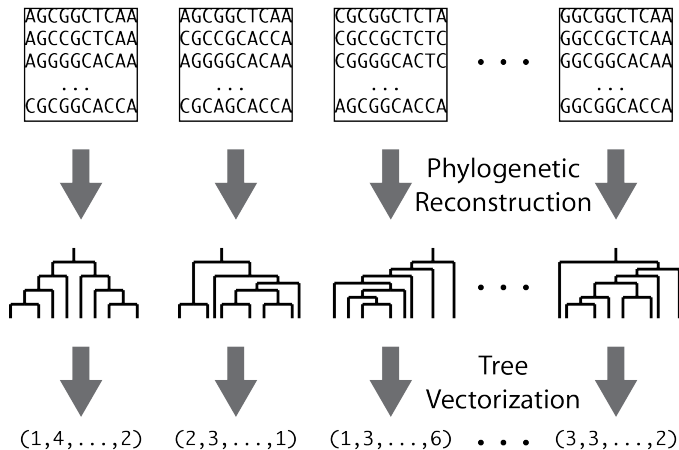 AGCGGCTCAA
AGCCGCTCAA
AGGGGCACAA
...
CGCGGCACCA
AGCGGCTCAA
CGCCGCACCA
AGGGGCACAA
...
CGCAGCACCA
CGCGGCTCTA
CGCCGCTCTC
CGGGGCACTC
...
AGCGGCACCA
• • •
GGCGGCTCAA
GGCCGCTCAA
GGCGGCACAA
...
GGCGGCACCA
Phylogenetic
Reconstruction
• • •
Tree
Vectorization
(1,4,...,2)
(2,3,...,1)
(1,3,...,6)
• • •
(3,3,...,2)